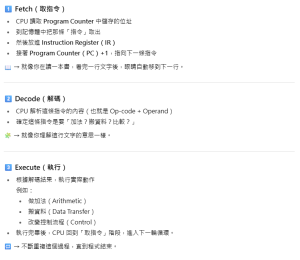 1 Fetch（取指令）
• CPU 讀取 Program Counter 中儲存的位址
• 到記憶體中把那條「指令」取出
• 然後放進 Instruction Register（IR）
• 接著 Program Counter（PC）+1，指向下一條指令
📖 → 就像你在讀一本書，看完一行文字後，眼睛自動移到下一行。
2 Decode（解碼）
• CPU 解析這條指令的內容（也就是 Op-code + Operand）
• 確定這條指令是要「加法？搬資料？比較？」
→ 就像你理解這行文字的意思一樣。
3 Execute（執行）
• 根據解碼結果，執行實際動作
例如：
• 做加法（Arithmetic）
• 搬資料（Data Transfer）
• 改變控制流程（Control）
• 執行完畢後，CPU 回到「取指令」階段，進入下一輪循環。
🔁 → 不斷重複這個過程，直到程式結束。